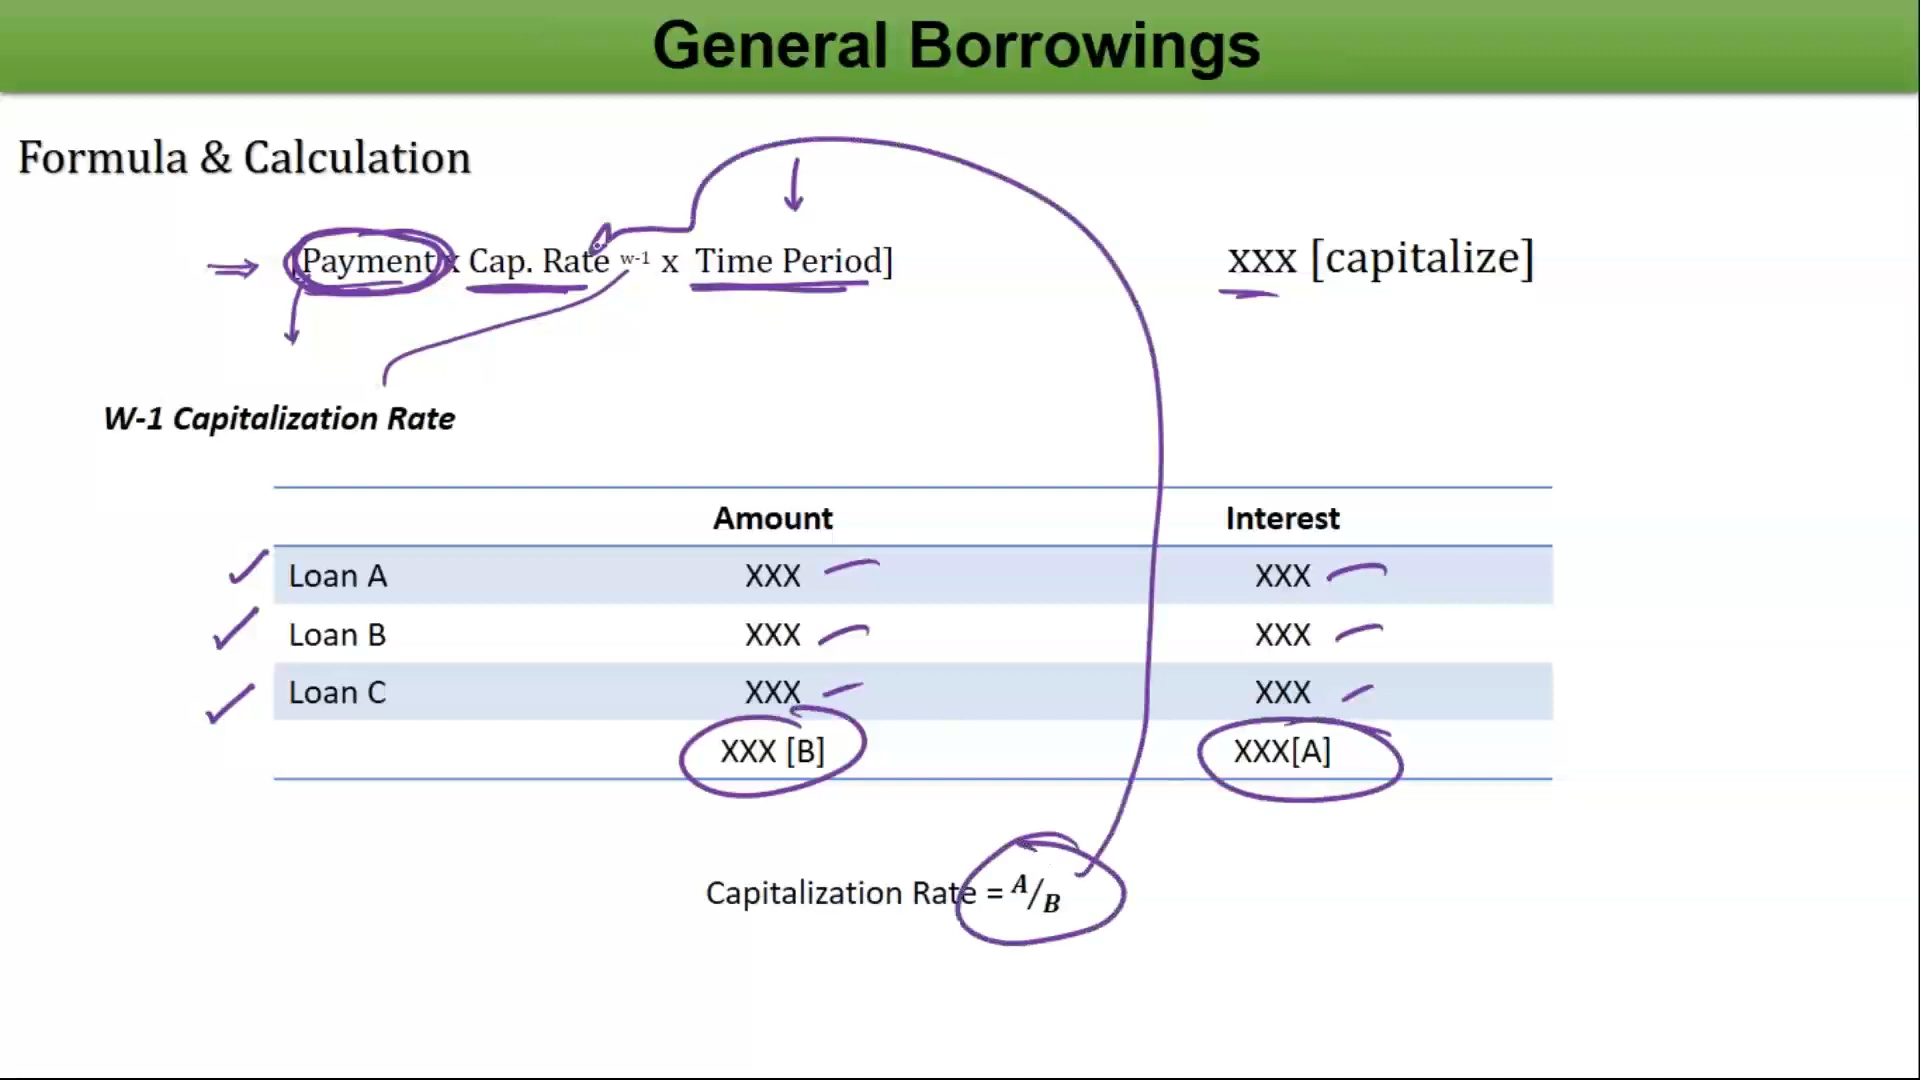 General Borrowings
Formula & Calculation
[Payment x Cap. Rate w-1 x Time Period] xxx [capitalize]
W-1 Capitalization Rate
Amount Interest
Loan A XXX XXX
Loan B XXX XXX
Loan C XXX XXX
XXX [B] XXX[A]
Capitalization Rate = A/B